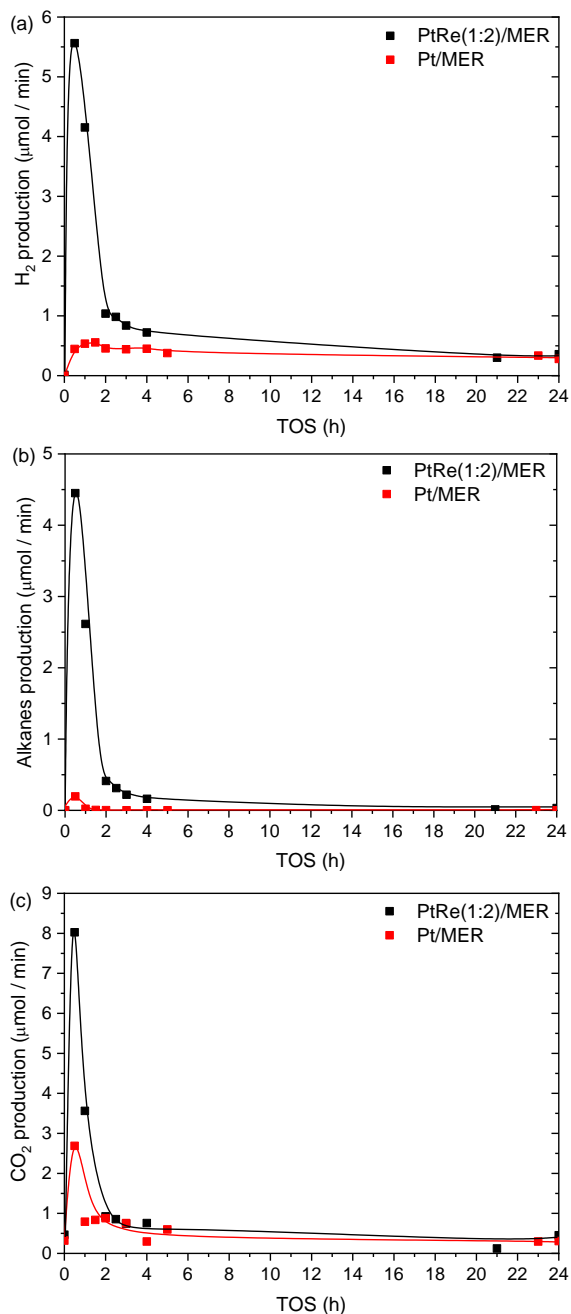 (a)
PtRe(1:2)/MER
Pt/MER
H₂ production (μmol / min)
6
5
4
3
2
1
0
0 2 4 6 8 10 12 14 16 18 20 22 24
TOS (h)
(b)
PtRe(1:2)/MER
Pt/MER
Alkanes production (μmol / min)
5
4
3
2
1
0
0 2 4 6 8 10 12 14 16 18 20 22 24
TOS (h)
(c)
PtRe(1:2)/MER
Pt/MER
CO₂ production (μmol / min)
9
8
7
6
5
4
3
2
1
0
0 2 4 6 8 10 12 14 16 18 20 22 24
TOS (h)